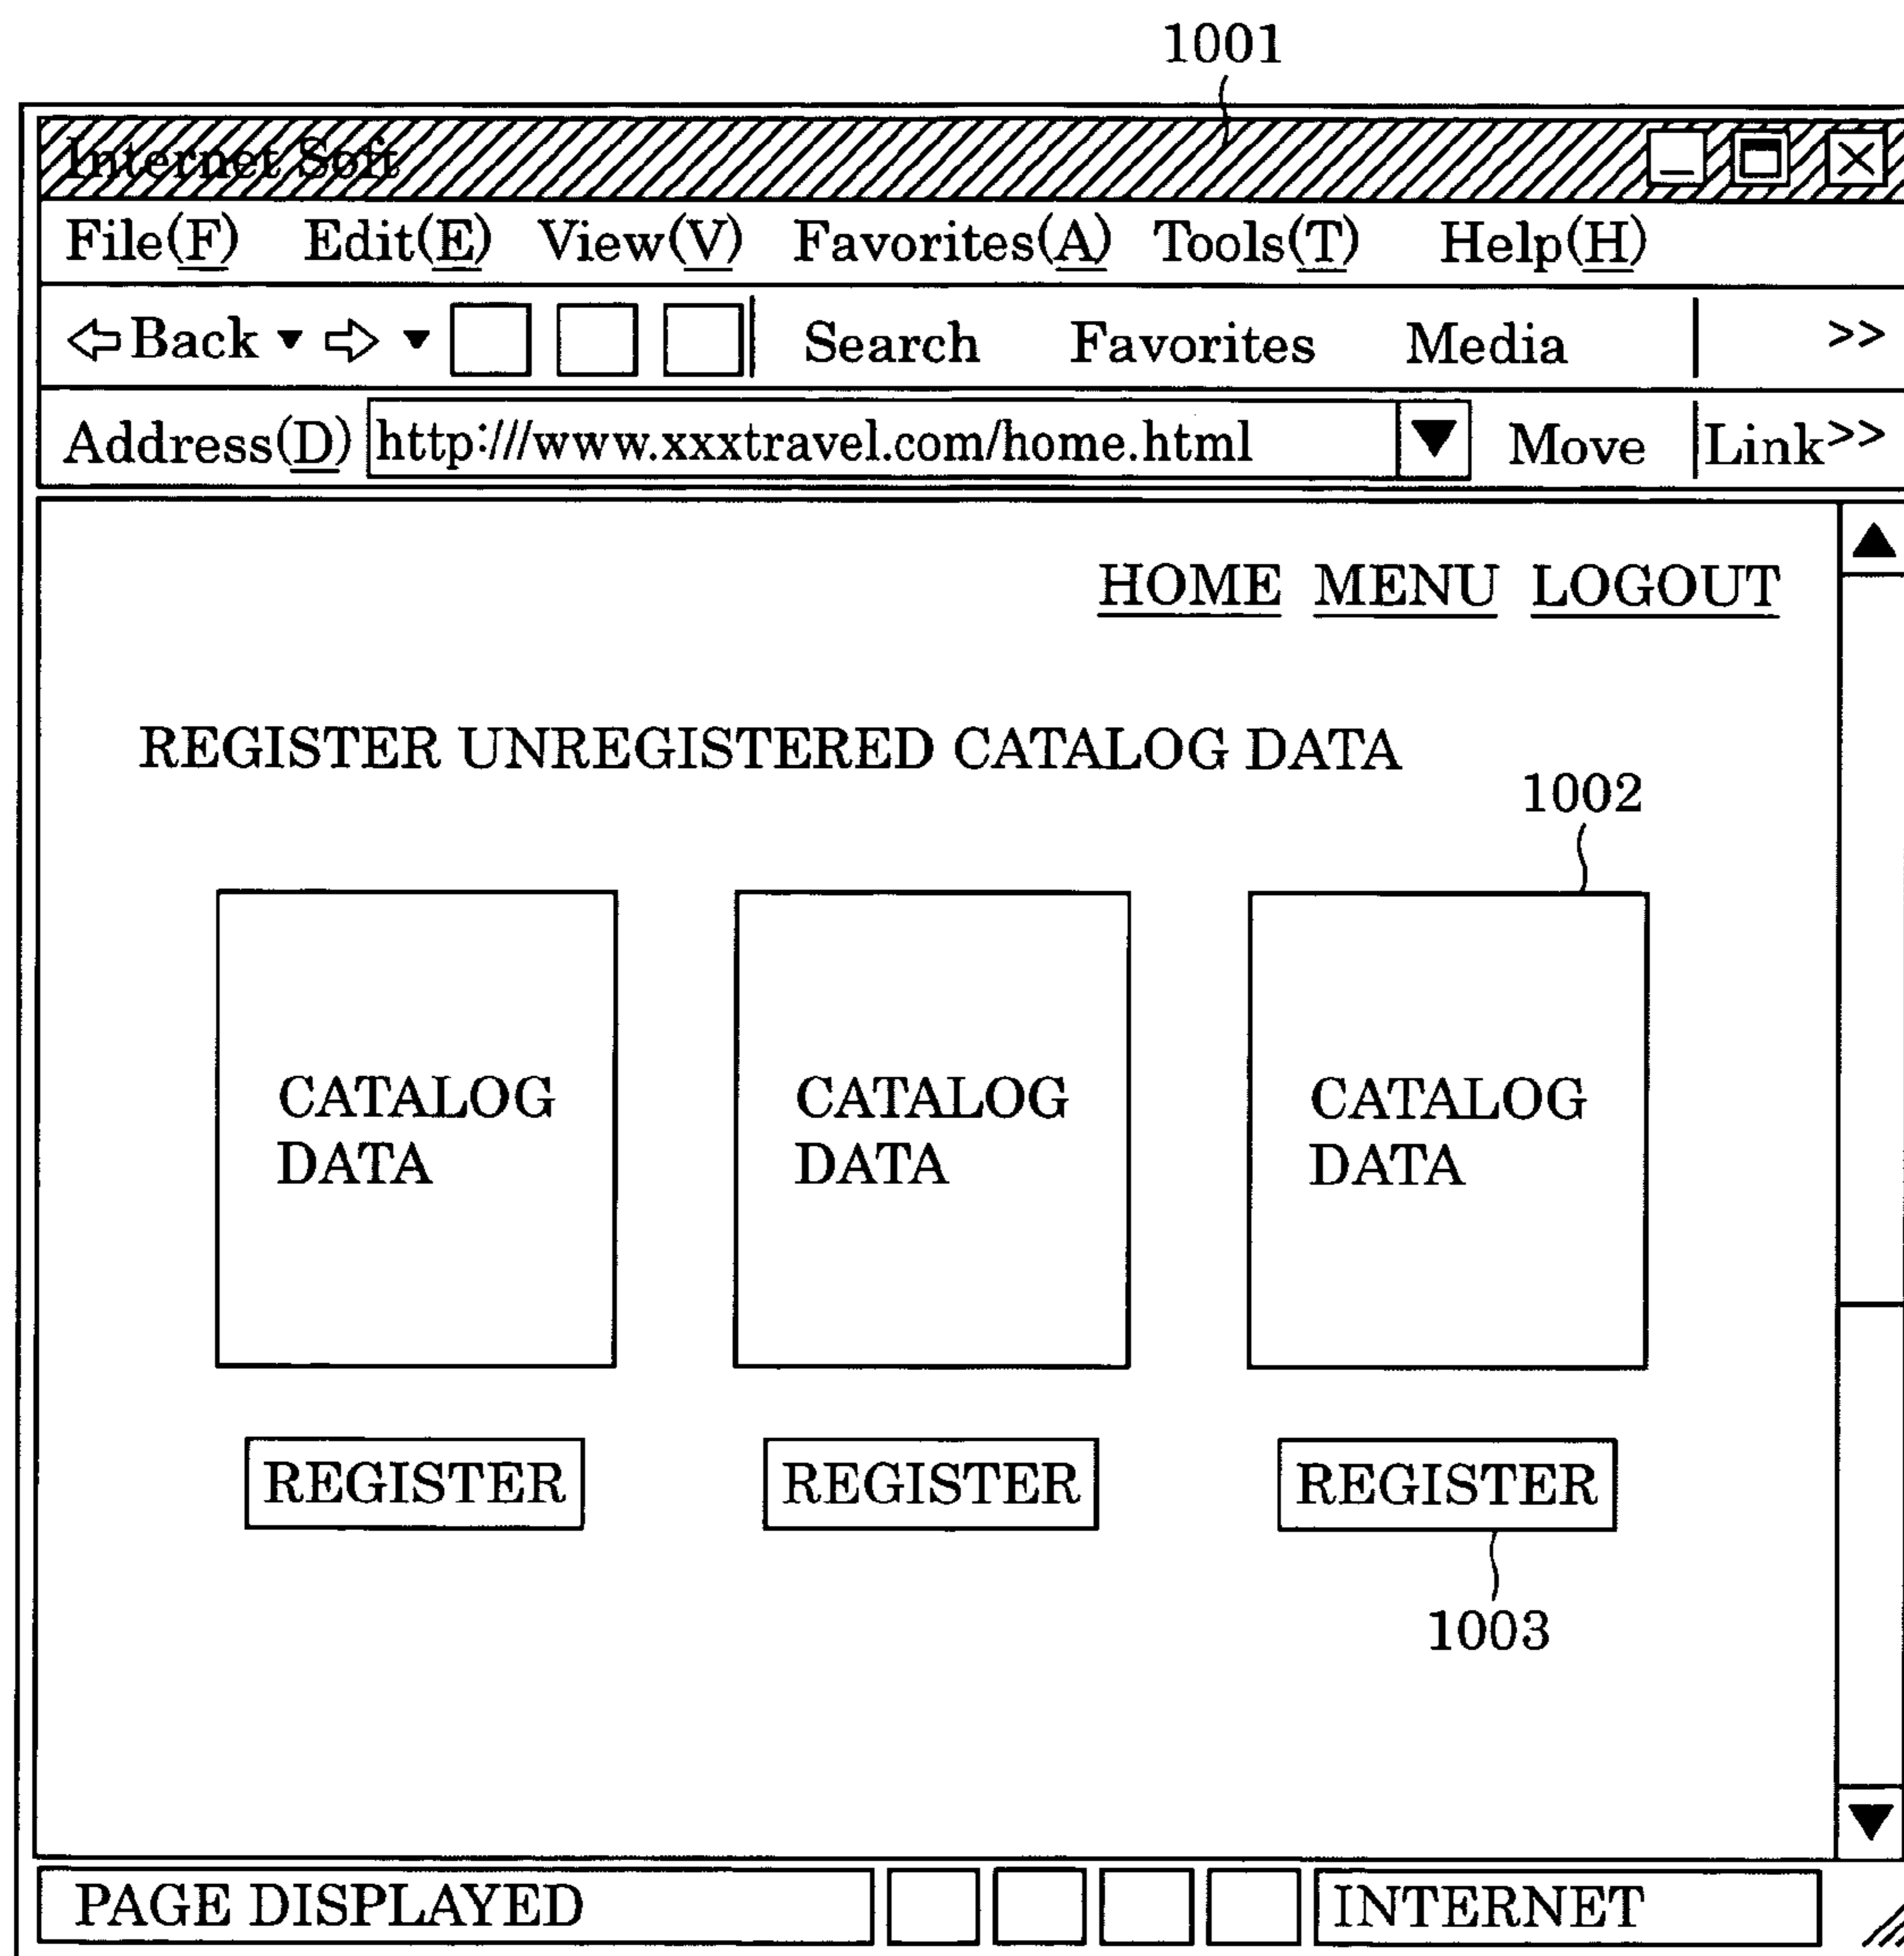 1001
Internet Soft
File(F) Edit(E) View(V) Favorites(A) Tools(T) Help(H)
Back Search Favorites Media >>
Address(D) http:///www.xxxtravel.com/home.html Move Link>>
HOME MENU LOGOUT
REGISTER UNREGISTERED CATALOG DATA
1002
CATALOG CATALOG CATALOG
DATA DATA DATA
REGISTER REGISTER REGISTER
1003
PAGE DISPLAYED INTERNET